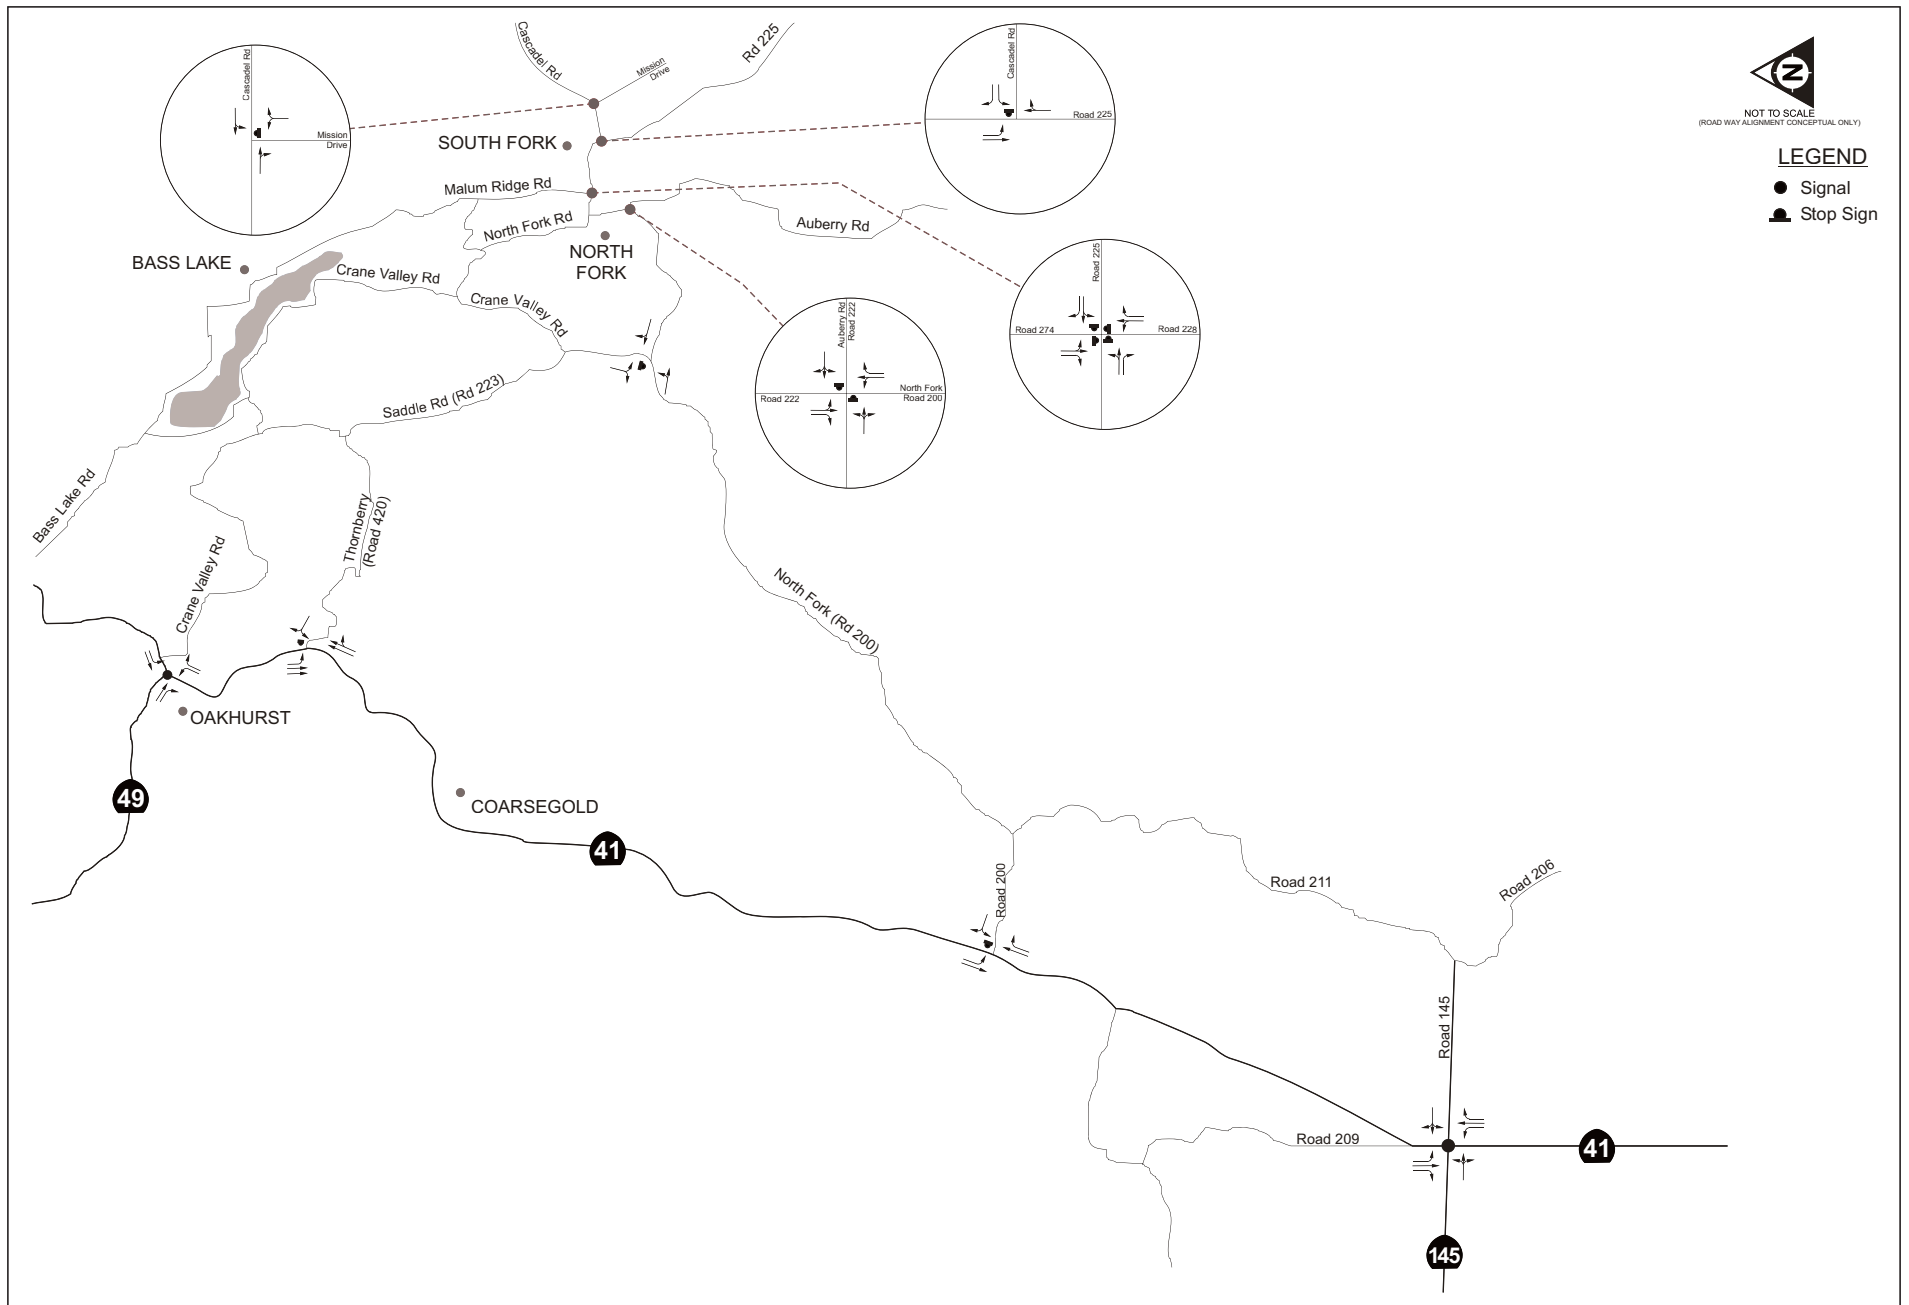 Cascadel Rd
Mission
Drive
Rd 225
Cascadel Rd
Mission
Drive
Cascadel Rd
Road 225
N
NOT TO SCALE
(ROAD WAY ALIGNMENT CONCEPTUAL ONLY)
LEGEND
Signal
Stop Sign
SOUTH FORK
Malum Ridge Rd
North Fork Rd
NORTH
FORK
Auberry Rd
BASS LAKE
Crane Valley Rd
Crane Valley Rd
Auberry Rd
Road 222
Road 222
North Fork
Road 200
Road 225
Road 274
Road 228
Saddle Rd (Rd 223)
Bass Lake Rd
Thornberry
(Road 420)
Crane Valley Rd
North Fork (Rd 200)
OAKHURST
49
COARSEGOLD
41
Road 200
Road 211
Road 206
Road 145
Road 209
41
145